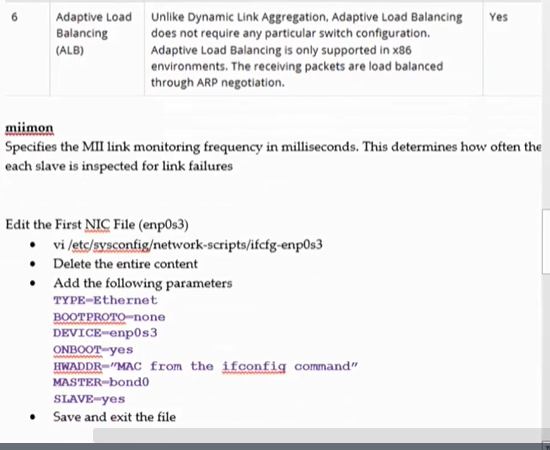 6
Adaptive Load
Balancing
(ALB)
Unlike Dynamic Link Aggregation, Adaptive Load Balancing
does not require any particular switch configuration.
Adaptive Load Balancing is only supported in x86
environments. The receiving packets are load balanced
through ARP negotiation.
Yes
miimon
Specifies the MII link monitoring frequency in milliseconds. This determines how often the
each slave is inspected for link failures
Edit the First NIC File (enp0s3)
• vi /etc/sysconfig/network-scripts/ifcfg-enp0s3
• Delete the entire content
• Add the following parameters
TYPE=Ethernet
BOOTPROTO=none
DEVICE=enp0s3
ONBOOT=yes
HWADDR="MAC from the ifconfig command"
MASTER=bond0
SLAVE=yes
• Save and exit the file